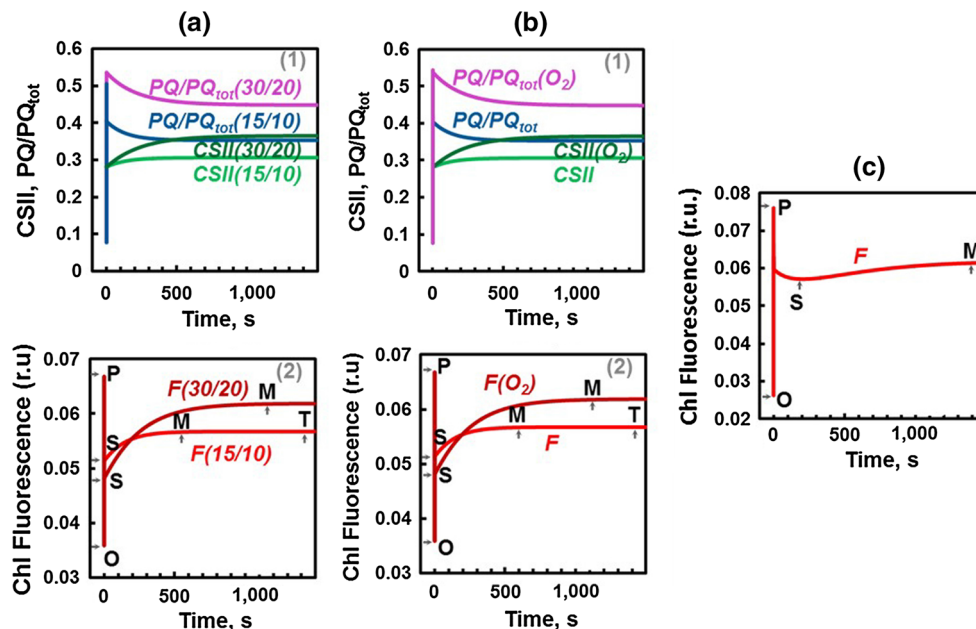 (a)
(1)
0.6
0.5
0.4
0.3
0.2
0.1
0
CSII, PQ/PQtot
PQ/PQtot(30/20)
PQ/PQtot(15/10)
CSII(30/20)
CSII(15/10)
0 500 1,000
Time, s
(2)
0.07
0.06
0.05
0.04
0.03
Chl Fluorescence (r.u)
P
F(30/20)
M
S
M
T
F(15/10)
S
O
0 500 1,000
Time, s
(b)
(1)
0.6
0.5
0.4
0.3
0.2
0.1
0
CSII, PQ/PQtot
PQ/PQtot(O2)
PQ/PQtot
CSII(O2)
CSII
0 500 1,000
Time, s
(2)
0.07
0.06
0.05
0.04
0.03
Chl Fluorescence (r.u)
P
F(O2)
M
S
M
T
F
S
O
0 500 1,000
Time, s
(c)
0.08
0.07
0.06
0.05
0.04
0.03
0.02
Chl Fluorescence (r.u.)
P
F
M
S
O
0 500 1,000
Time, s